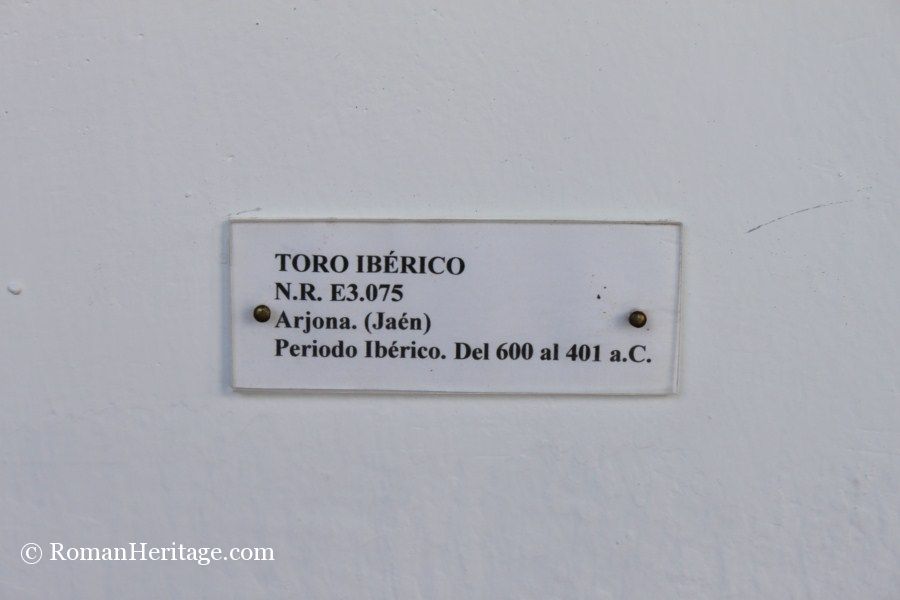 TORO IBÉRICO
N.R. E3.075
Arjona. (Jaén)
Periodo Ibérico. Del 600 al 401 a.C.
© RomanHeritage.com